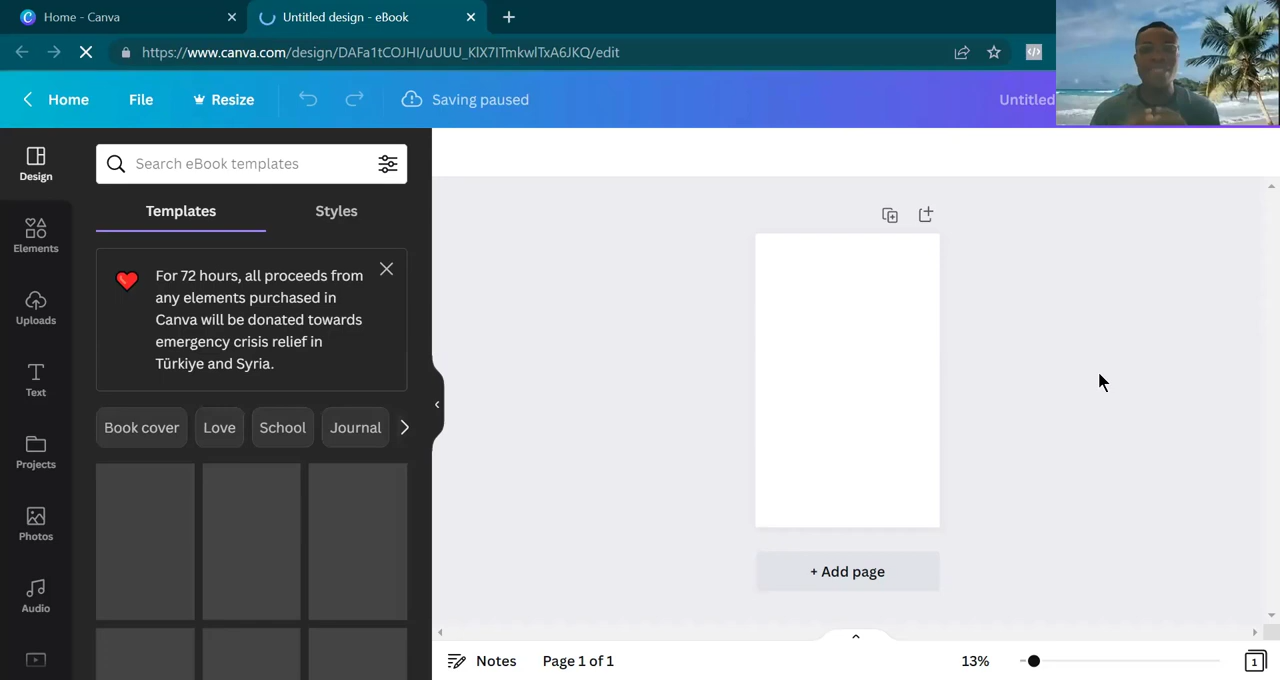 Home - Canva
Untitled design - eBook
https://www.canva.com/design/DAFa1tCOJHI/uUUU_KlX7ITmkwlTxA6JKQ/edit
Home
File
Resize
Saving paused
Untitled
Design
Elements
Uploads
Text
Projects
Photos
Audio
Search eBook templates
Templates
Styles
For 72 hours, all proceeds from
any elements purchased in
Canva will be donated towards
emergency crisis relief in
Türkiye and Syria.
Book cover
Love
School
Journal
+ Add page
Notes
Page 1 of 1
13%
1